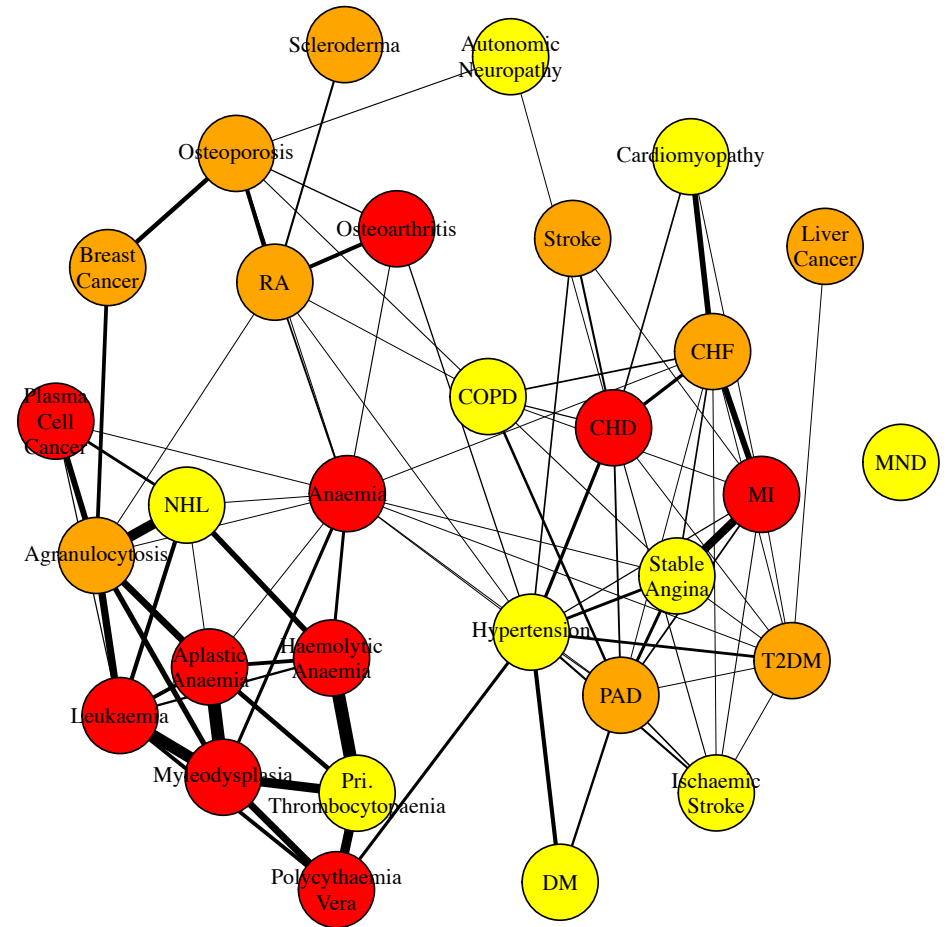 Scleroderma
Autonomic
Neuropathy
Osteoporosis
Cardiomyopathy
Osteoarthritis
Stroke
Liver
Cancer
Breast
Cancer
RA
CHF
COPD
Plasma
Cell
Cancer
CHD
MND
NHL
Anaemia
MI
Agranulocytosis
Stable
Angina
Hypertension
Aplastic
Anaemia
Haemolytic
Anaemia
T2DM
PAD
Leukaemia
Myleodysplasia
Pri.
Thrombocytopaenia
Ischaemic
Stroke
Polycythaemia
Vera
DM